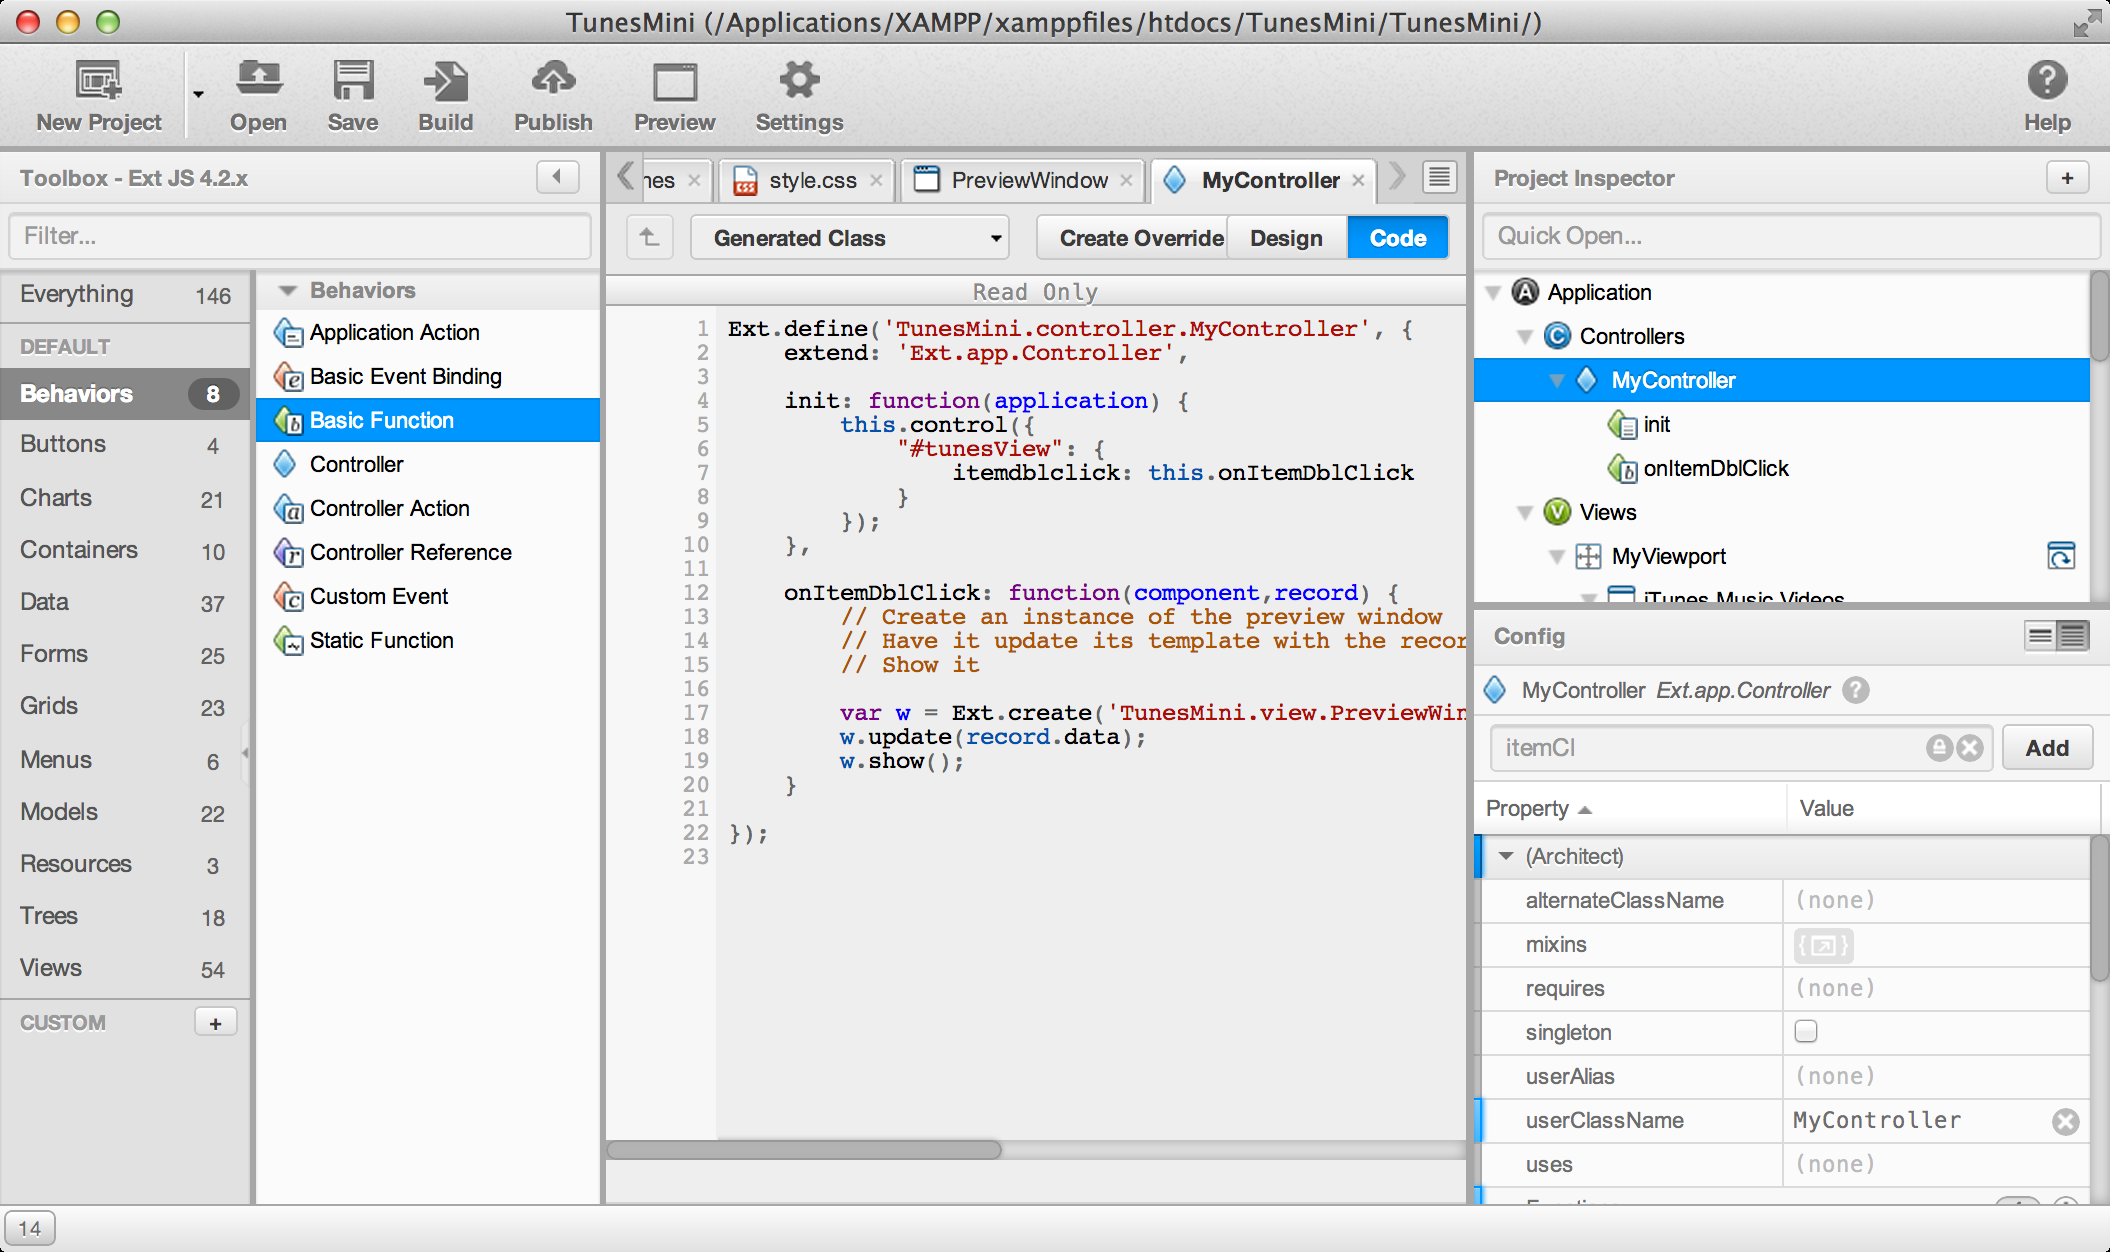 TunesMini (/Applications/XAMPP/xamppfiles/htdocs/TunesMini/TunesMini/)
New Project
Open
Save
Build
Publish
Preview
Settings
Help
Toolbox - Ext JS 4.2.x
Filter...
Everything 146
DEFAULT
Behaviors 8
Buttons 4
Charts 21
Containers 10
Data 37
Forms 25
Grids 23
Menus 6
Models 22
Resources 3
Trees 18
Views 54
CUSTOM +
Behaviors
Application Action
Basic Event Binding
Basic Function
Controller
Controller Action
Controller Reference
Custom Event
Static Function
nes
style.css
PreviewWindow
MyController
Generated Class
Create Override
Design
Code
Read Only
1 Ext.define('TunesMini.controller.MyController', {
2 extend: 'Ext.app.Controller',
3
4 init: function(application) {
5 this.control({
6 "#tunesView": {
7 itemdblclick: this.onItemDblClick
8 }
9 });
10 },
11
12 onItemDblClick: function(component,record) {
13 // Create an instance of the preview window
14 // Have it update its template with the recor
15 // Show it
16
17 var w = Ext.create('TunesMini.view.PreviewWin
18 w.update(record.data);
19 w.show();
20 }
21
22 });
23
Project Inspector +
Quick Open...
Application
Controllers
MyController
init
onItemDblClick
Views
MyViewport
iTunes Music Videos
Config
MyController Ext.app.Controller ?
itemCl
Add
Property Value
(Architect)
alternateClassName (none)
mixins
requires (none)
singleton
userAlias (none)
userClassName MyController
uses (none)
14